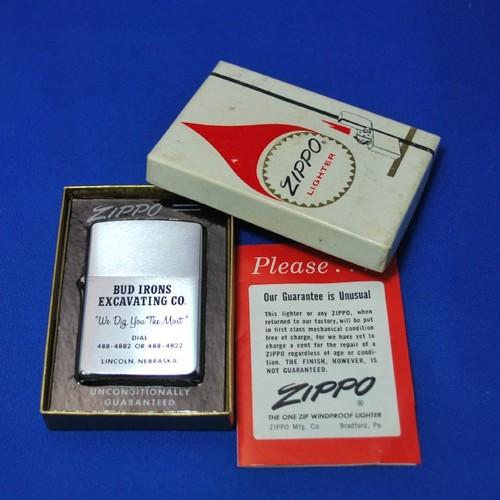 ZIPPO
LIGHTER
ZIPPO
BUD IRONS
EXCAVATING CO.
"We Dig You The Most"
DIAL
488-4882 OR 488-4822
LINCOLN, NEBRASKA
UNCONDITIONALLY
GUARANTEED
Please . .
Our Guarantee is Unusual
This lighter or any ZIPPO, when
returned to our factory, will be put
in first class mechanical condition
free of charge, for we have yet to
charge a cent for the repair of a
ZIPPO regardless of age or condi-
tion. THE FINISH, HOWEVER, IS
NOT GUARANTEED.
ZIPPO
®
THE ONE ZIP WINDPROOF LIGHTER
ZIPPO Mfg. Co. Bradford, Pa.